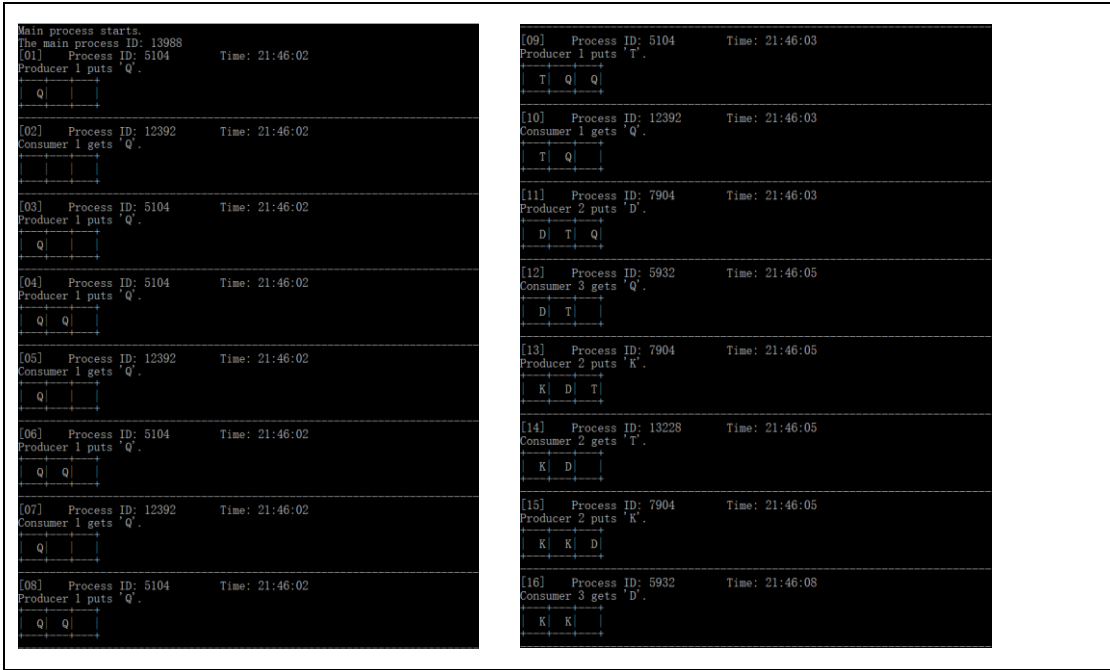 Main process starts.
The main process ID: 13988
[01] Process ID: 5104 Time: 21:46:02
Producer 1 puts 'Q'.
| Q| | |
[02] Process ID: 12392 Time: 21:46:02
Consumer 1 gets 'Q'.
| | | |
[03] Process ID: 5104 Time: 21:46:02
Producer 1 puts 'Q'.
| Q| | |
[04] Process ID: 5104 Time: 21:46:02
Producer 1 puts 'Q'.
| Q| Q| |
[05] Process ID: 12392 Time: 21:46:02
Consumer 1 gets 'Q'.
| Q| | |
[06] Process ID: 5104 Time: 21:46:02
Producer 1 puts 'Q'.
| Q| Q| |
[07] Process ID: 12392 Time: 21:46:02
Consumer 1 gets 'Q'.
| Q| | |
[08] Process ID: 5104 Time: 21:46:02
Producer 1 puts 'Q'.
| Q| Q| |
[09] Process ID: 5104 Time: 21:46:03
Producer 1 puts 'T'.
| T| Q| Q|
[10] Process ID: 12392 Time: 21:46:03
Consumer 1 gets 'Q'.
| T| Q| |
[11] Process ID: 7904 Time: 21:46:03
Producer 2 puts 'D'.
| D| T| Q|
[12] Process ID: 5932 Time: 21:46:05
Consumer 3 gets 'Q'.
| D| T| |
[13] Process ID: 7904 Time: 21:46:05
Producer 2 puts 'K'.
| K| D| T|
[14] Process ID: 13228 Time: 21:46:05
Consumer 2 gets 'T'.
| K| D| |
[15] Process ID: 7904 Time: 21:46:05
Producer 2 puts 'K'.
| K| K| D|
[16] Process ID: 5932 Time: 21:46:08
Consumer 3 gets 'D'.
| K| K| |